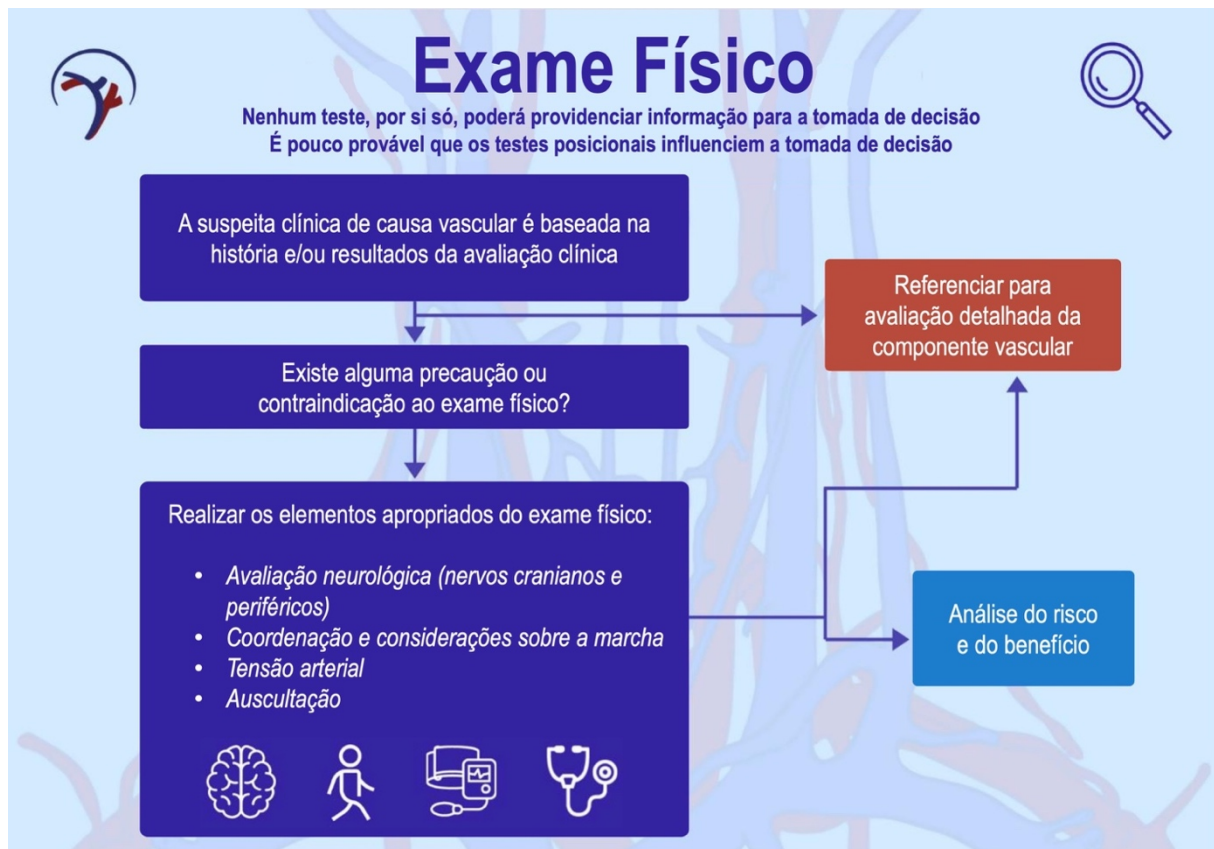 Exame Físico
Nenhum teste, por si só, poderá providenciar informação para a tomada de decisão
É pouco provável que os testes posicionais influenciem a tomada de decisão
A suspeita clínica de causa vascular é baseada na
história e/ou resultados da avaliação clínica
Referenciar para
avaliação detalhada da
componente vascular
Existe alguma precaução ou
contraindicação ao exame físico?
Realizar os elementos apropriados do exame físico:
• Avaliação neurológica (nervos cranianos e
periféricos)
• Coordenação e considerações sobre a marcha
• Tensão arterial
• Auscultação
Análise do risco
e do benefício